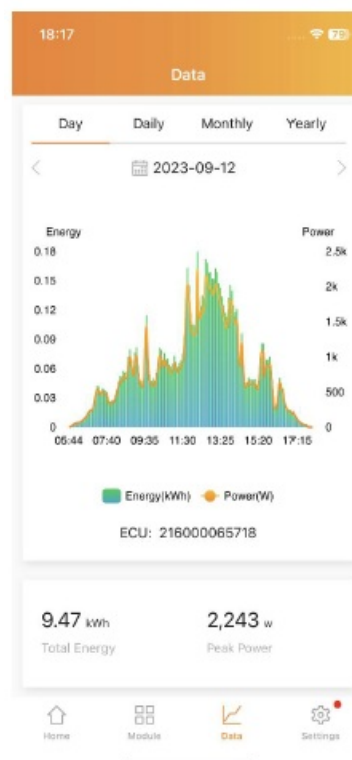 18:17
79
Data
Day Daily Monthly Yearly
2023-09-12
Energy Power
0.18 2.5k
0.15 2k
0.12 1.5k
0.09 1k
0.06 500
0.03
0 0
05:44 07:40 09:35 11:30 13:25 15:20 17:15
Energy(kWh) Power(W)
ECU: 216000065718
9.47 kWh 2,243 w
Total Energy Peak Power
Home Module Data Settings